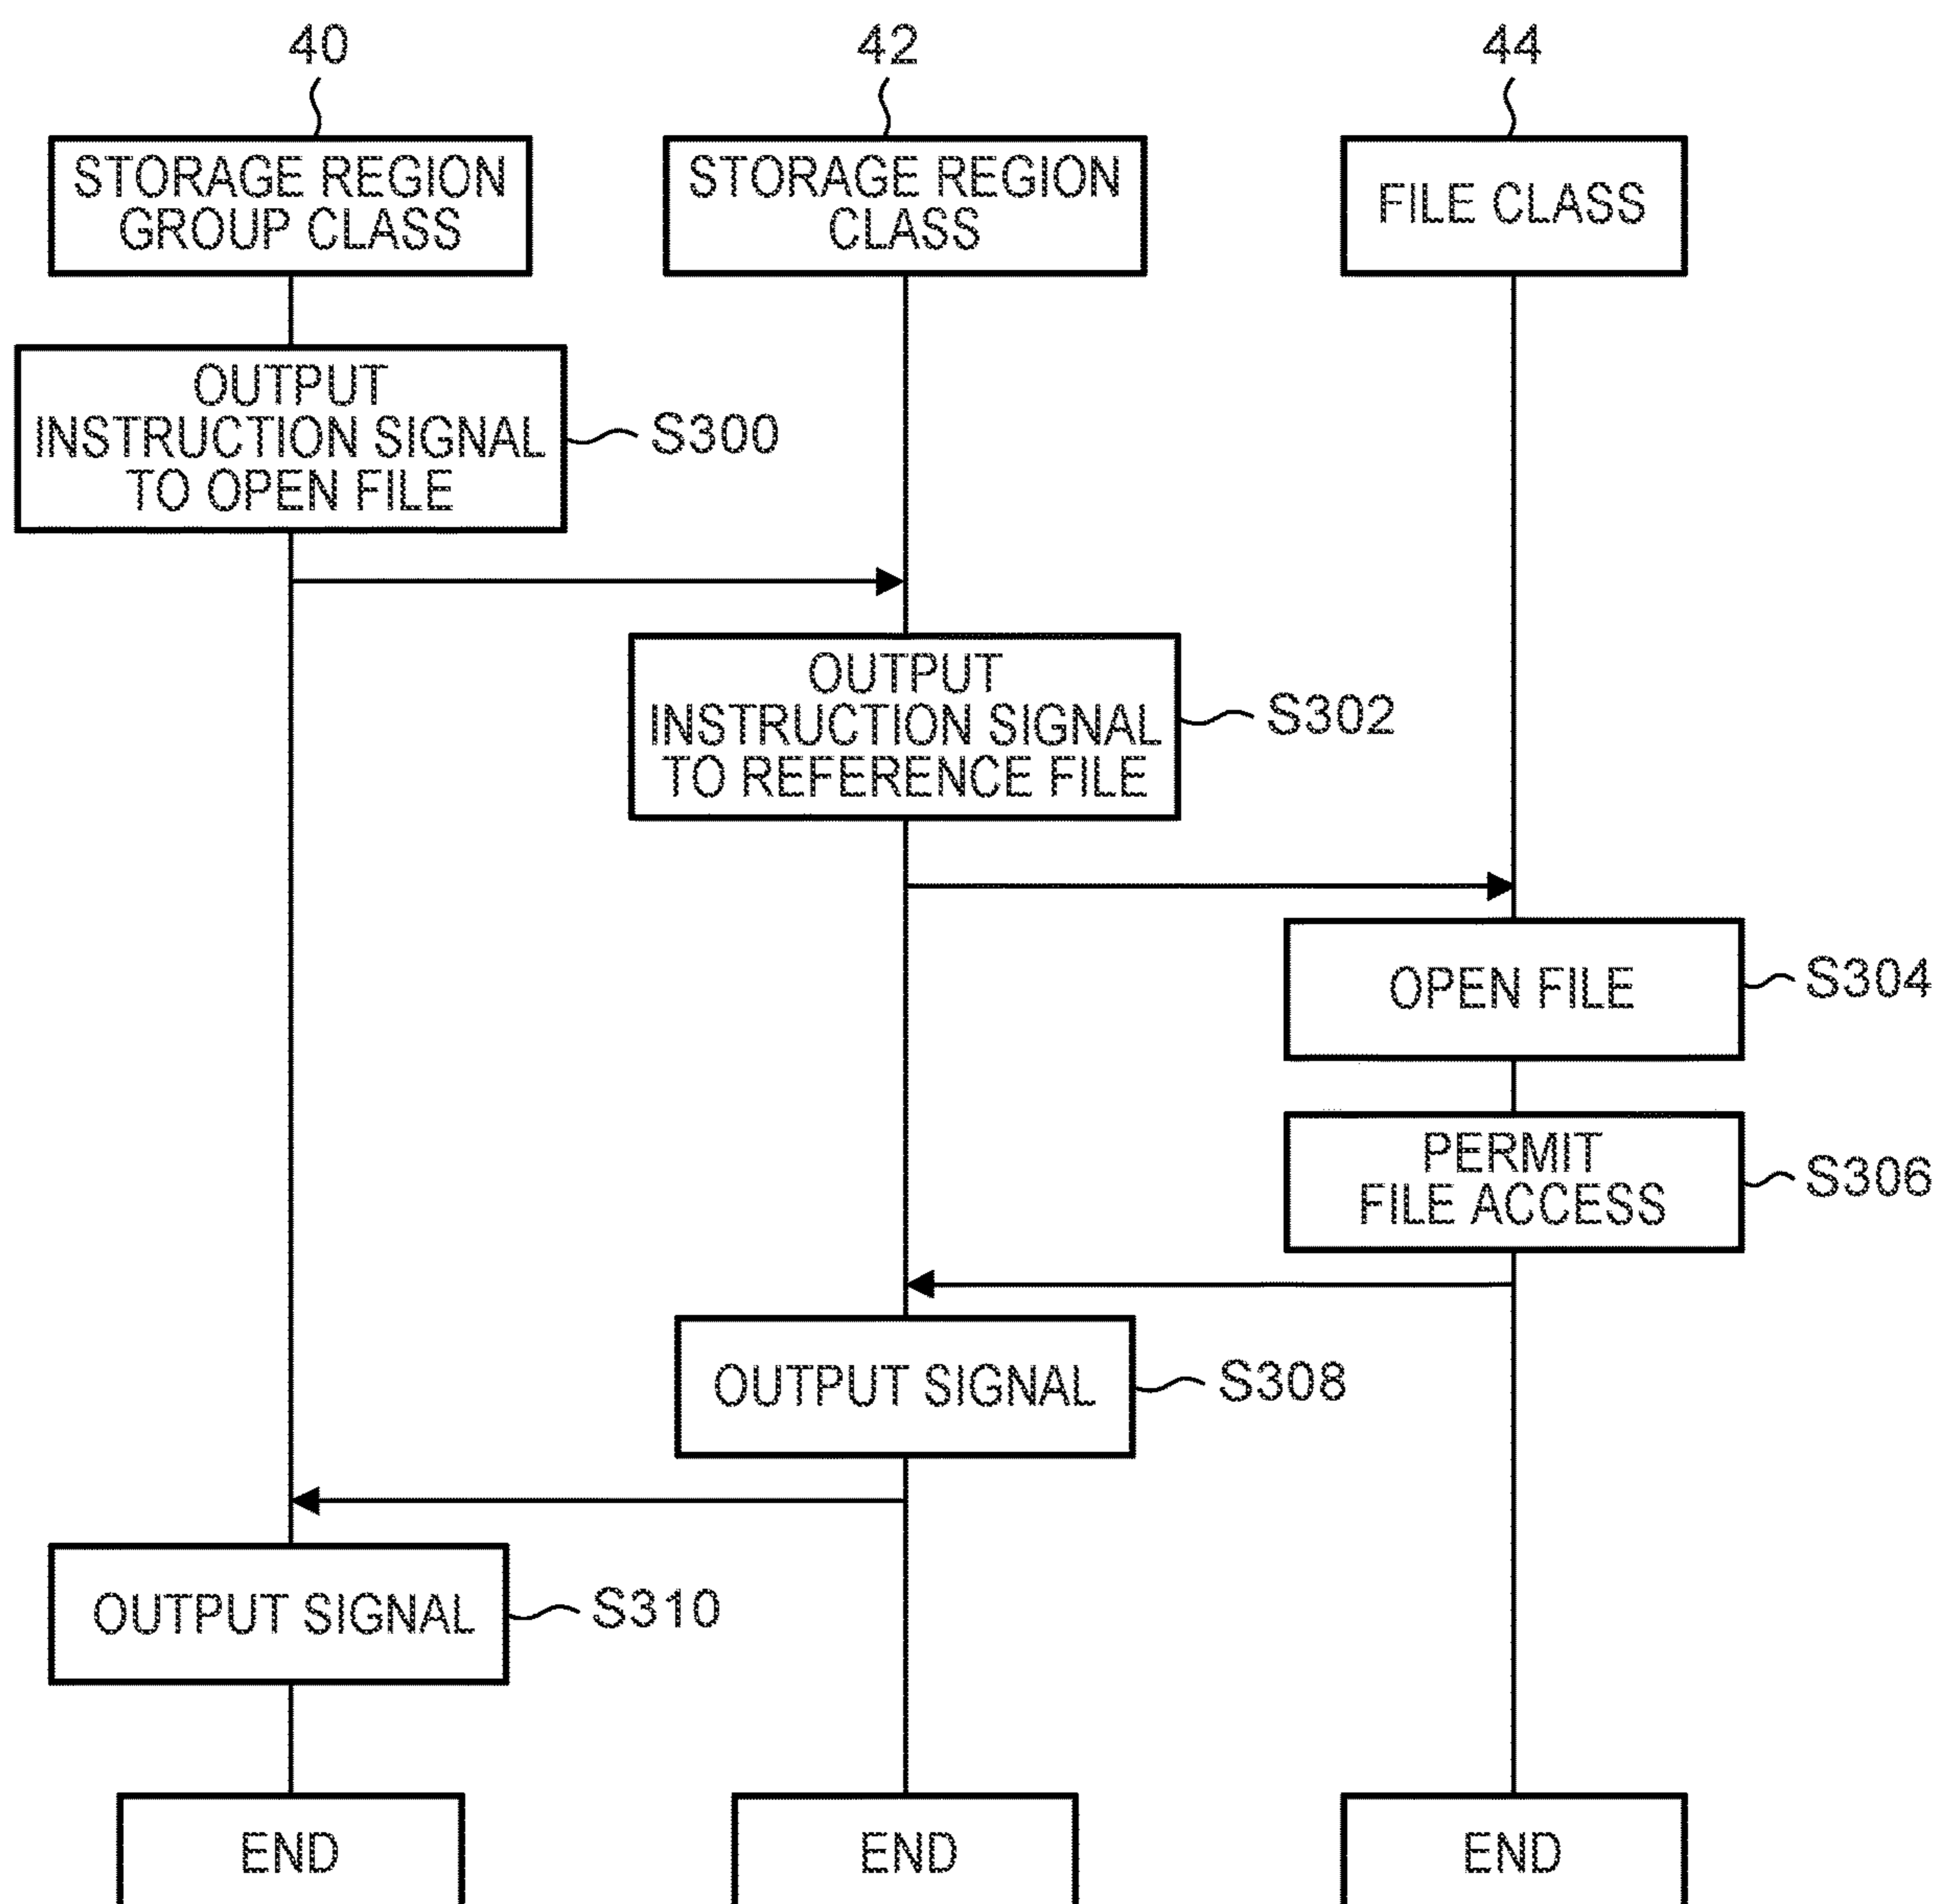 40
42
44
STORAGE REGION
GROUP CLASS
STORAGE REGION
CLASS
FILE CLASS
OUTPUT
INSTRUCTION SIGNAL
TO OPEN FILE
S300
OUTPUT
INSTRUCTION SIGNAL
TO REFERENCE FILE
S302
OPEN FILE
S304
PERMIT
FILE ACCESS
S306
OUTPUT SIGNAL
S308
OUTPUT SIGNAL
S310
END
END
END